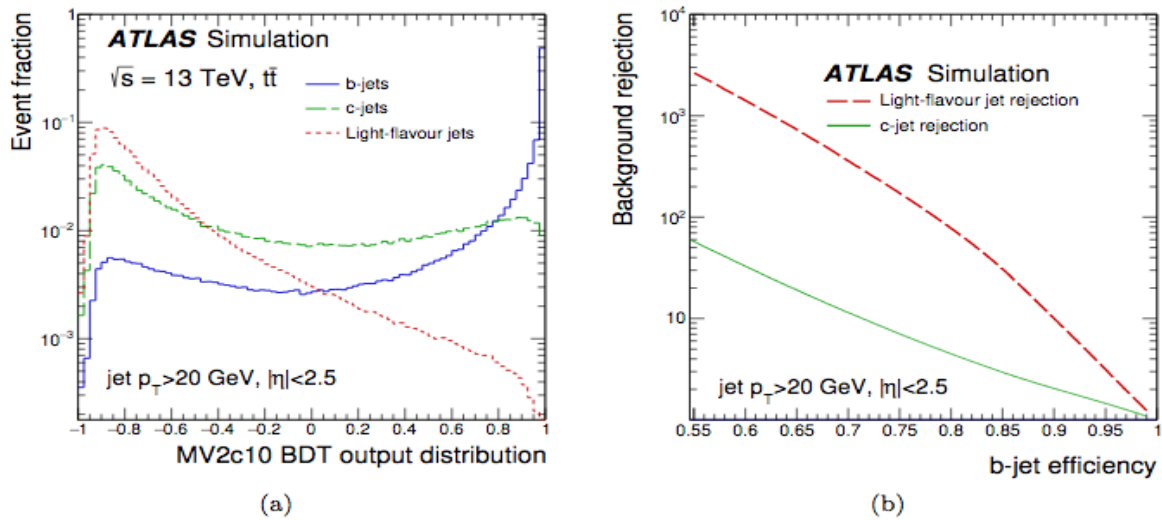 Event fraction
1
10⁻¹
10⁻²
10⁻³
ATLAS Simulation
√s = 13 TeV, tt̄
b-jets
c-jets
Light-flavour jets
jet p_T>20 GeV, |η|<2.5
−1 −0.8 −0.6 −0.4 −0.2 0 0.2 0.4 0.6 0.8 1
MV2c10 BDT output distribution
(a)
Background rejection
10⁴
10³
10²
10
ATLAS Simulation
Light-flavour jet rejection
c-jet rejection
jet p_T>20 GeV, |η|<2.5
0.55 0.6 0.65 0.7 0.75 0.8 0.85 0.9 0.95 1
b-jet efficiency
(b)